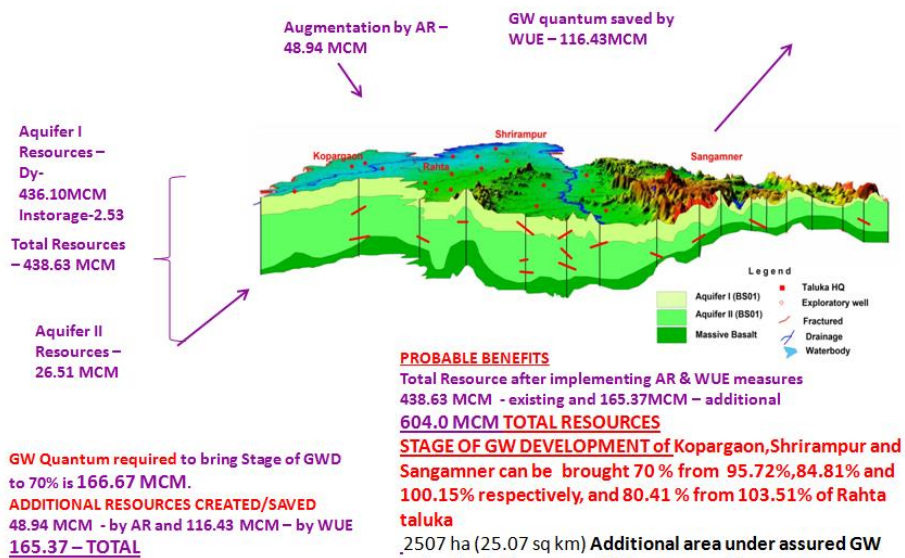 Augmentation by AR –
48.94 MCM
GW quantum saved by
WUE – 116.43MCM
Aquifer I
Resources –
Dy-
436.10MCM
Instorage-2.53
Total Resources
– 438.63 MCM
Aquifer II
Resources –
26.51 MCM
Kopargaon
Rahta
Shrirampur
Sangamner
Legend
Aquifer I (BS01)
Aquifer II (BS01)
Massive Basalt
Taluka HQ
Exploratory well
Fractured
Drainage
Waterbody
GW Quantum required to bring Stage of GWD
to 70% is 166.67 MCM.
ADDITIONAL RESOURCES CREATED/SAVED
48.94 MCM - by AR and 116.43 MCM – by WUE
165.37 – TOTAL
PROBABLE BENEFITS
Total Resource after implementing AR & WUE measures
438.63 MCM - existing and 165.37MCM – additional
604.0 MCM TOTAL RESOURCES
STAGE OF GW DEVELOPMENT of Kopargaon,Shrirampur and
Sangamner can be brought 70 % from 95.72%,84.81% and
100.15% respectively, and 80.41 % from 103.51% of Rahta
taluka
2507 ha (25.07 sq km) Additional area under assured GW